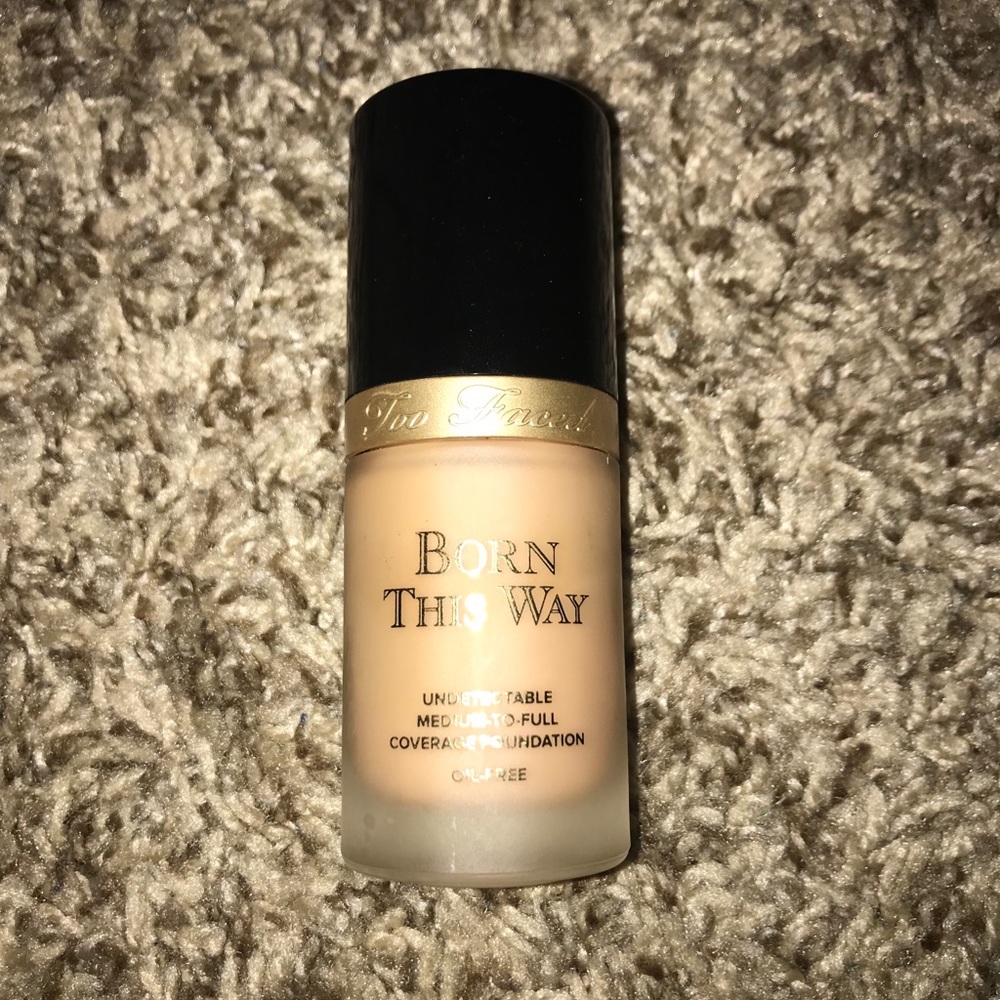 Too Faced
BORN
THIS WAY
UNDETECTABLE
MEDIUM-TO-FULL
COVERAGE FOUNDATION
OIL-FREE